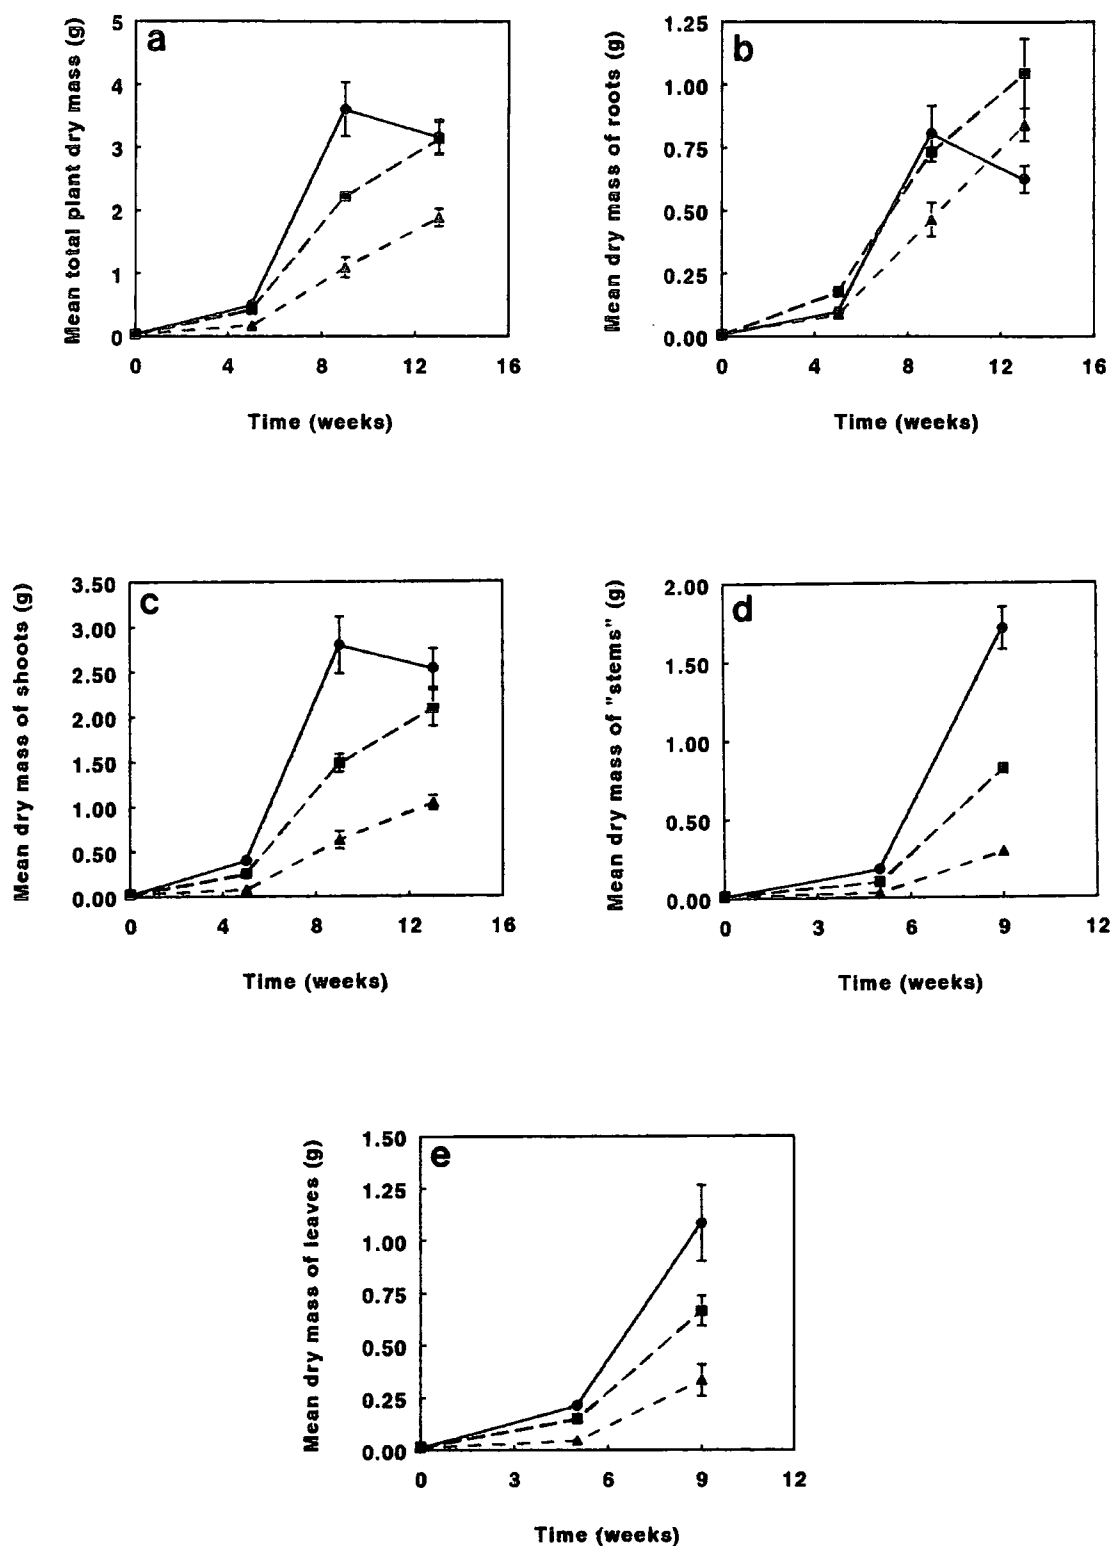 a
Mean total plant dry mass (g)
5
4
3
2
1
0
0 4 8 12 16
Time (weeks)
b
Mean dry mass of roots (g)
1.25
1.00
0.75
0.50
0.25
0.00
0 4 8 12 16
Time (weeks)
c
Mean dry mass of shoots (g)
3.50
3.00
2.50
2.00
1.50
1.00
0.50
0.00
0 4 8 12 16
Time (weeks)
d
Mean dry mass of "stems" (g)
2.00
1.50
1.00
0.50
0.00
0 3 6 9 12
Time (weeks)
e
Mean dry mass of leaves (g)
1.50
1.25
1.00
0.75
0.50
0.25
0.00
0 3 6 9 12
Time (weeks)